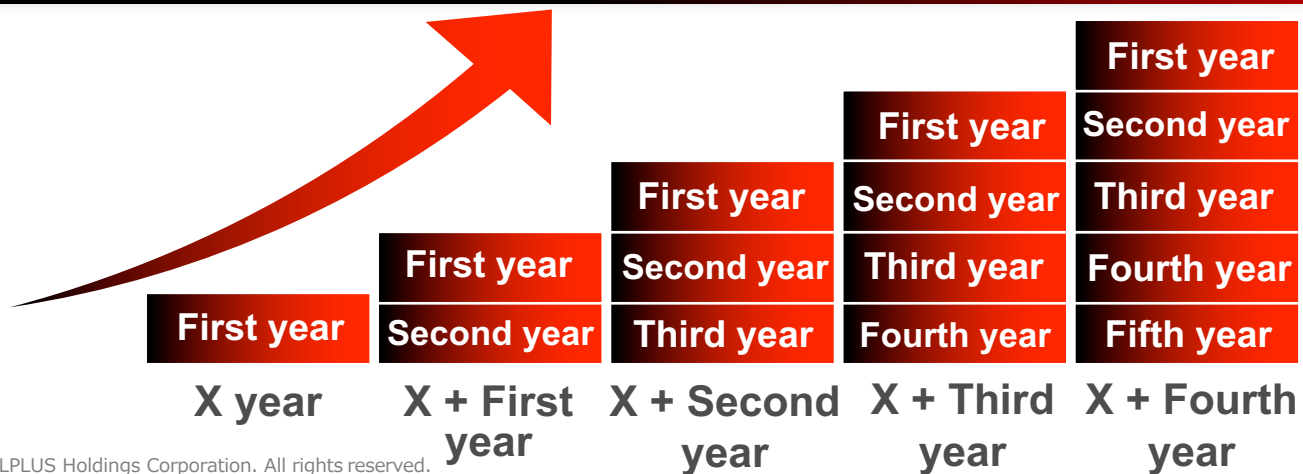 First year
X year
First year
Second year
X + First
year
First year
Second year
Third year
X + Second
year
First year
Second year
Third year
Fourth year
X + Third
year
First year
Second year
Third year
Fourth year
Fifth year
X + Fourth
year
LPLUS Holdings Corporation. All rights reserved.